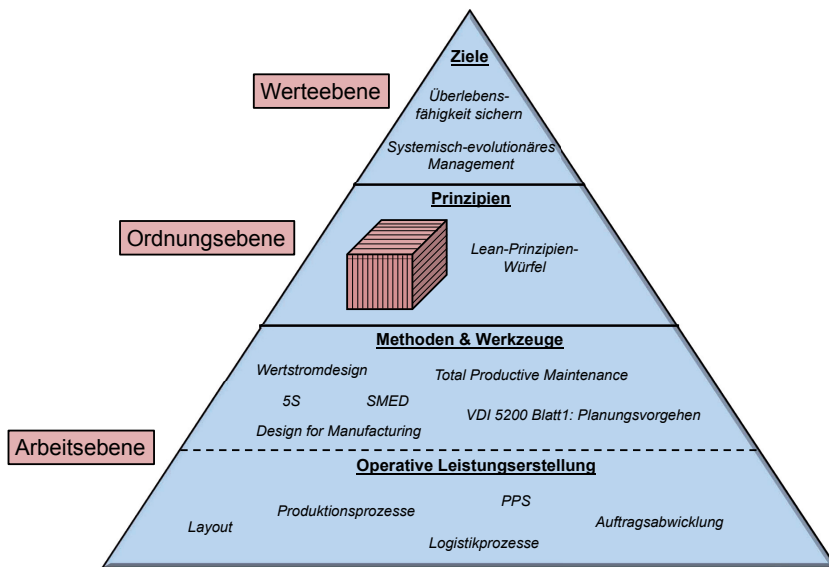 Ziele
Werteebene
Überlebens-
fähigkeit sichern
Systemisch-evolutionäres
Management
Prinzipien
Ordnungsebene
Lean-Prinzipien-
Würfel
Methoden & Werkzeuge
Wertstromdesign
Total Productive Maintenance
5S
SMED
VDI 5200 Blatt1: Planungsvorgehen
Design for Manufacturing
Arbeitsebene
Operative Leistungserstellung
PPS
Produktionsprozesse
Auftragsabwicklung
Layout
Logistikprozesse